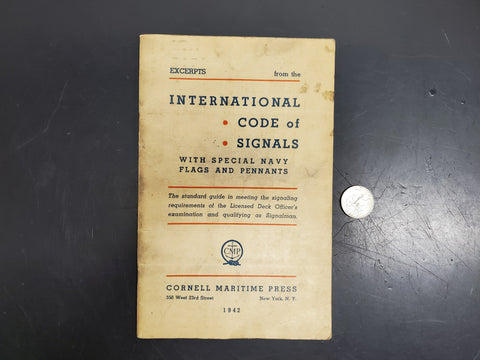 EXCERPTS from the
INTERNATIONAL
• CODE of
• SIGNALS
WITH SPECIAL NAVY
FLAGS AND PENNANTS
The standard guide in meeting the signaling
requirements of the Licensed Deck Officer's
examination and qualifying as Signalman.
CMP
CORNELL MARITIME PRESS
350 West 23rd Street New York, N. Y.
1942